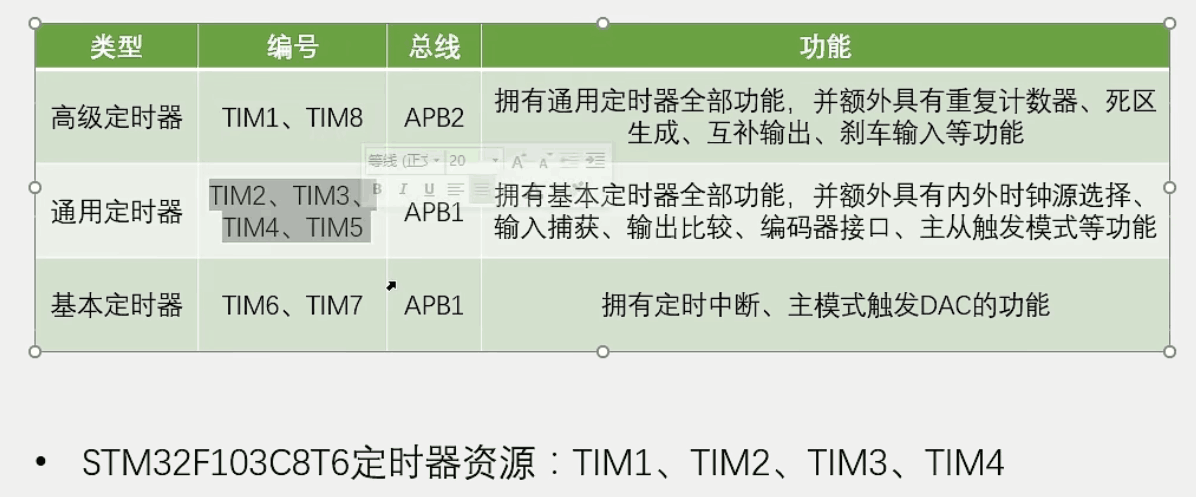 类型 编号 总线 功能
高级定时器 TIM1、TIM8 APB2 拥有通用定时器全部功能，并额外具有重复计数器、死区
生成、互补输出、刹车输入等功能
等线 (正文 20 A A
B I U
通用定时器 TIM2、TIM3、 APB1 拥有基本定时器全部功能，并额外具有内外时钟源选择、
TIM4、TIM5 输入捕获、输出比较、编码器接口、主从触发模式等功能
基本定时器 TIM6、TIM7 APB1 拥有定时中断、主模式触发DAC的功能
• STM32F103C8T6定时器资源：TIM1、TIM2、TIM3、TIM4